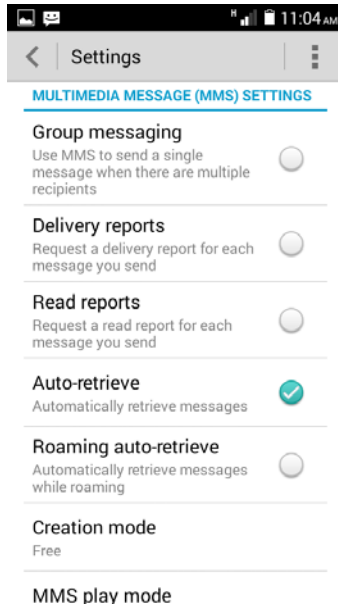 H 11:04 AM
Settings
MULTIMEDIA MESSAGE (MMS) SETTINGS
Group messaging
Use MMS to send a single
message when there are multiple
recipients
Delivery reports
Request a delivery report for each
message you send
Read reports
Request a read report for each
message you send
Auto-retrieve
Automatically retrieve messages
Roaming auto-retrieve
Automatically retrieve messages
while roaming
Creation mode
Free
MMS play mode